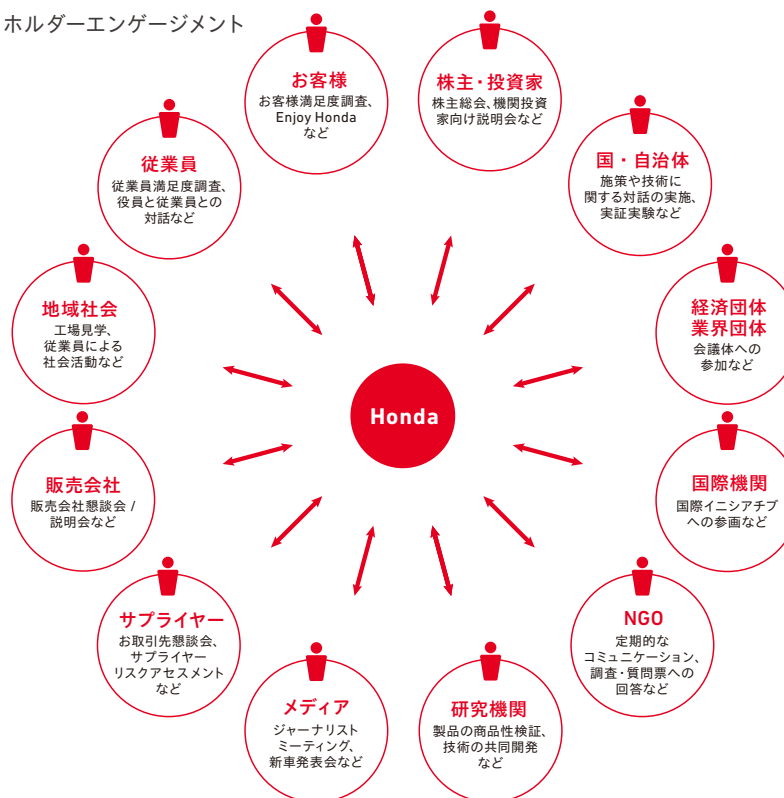 ホルダーエンゲージメント
お客様
お客様満足度調査、
Enjoy Honda
など
株主・投資家
株主総会、機関投資
家向け説明会など
国・自治体
施策や技術に
関する対話の実施、
実証実験など
経済団体
業界団体
会議体への
参加など
国際機関
国際イニシアチブ
への参画など
NGO
定期的な
コミュニケーション、
調査・質問票への
回答など
研究機関
製品の商品性検証、
技術の共同開発
など
メディア
ジャーナリスト
ミーティング、
新車発表会など
サプライヤー
お取引先懇談会、
サプライヤー
リスクアセスメント
など
販売会社
販売会社懇談会 /
説明会など
地域社会
工場見学、
従業員による
社会活動など
従業員
従業員満足度調査、
役員と従業員との
対話など
Honda